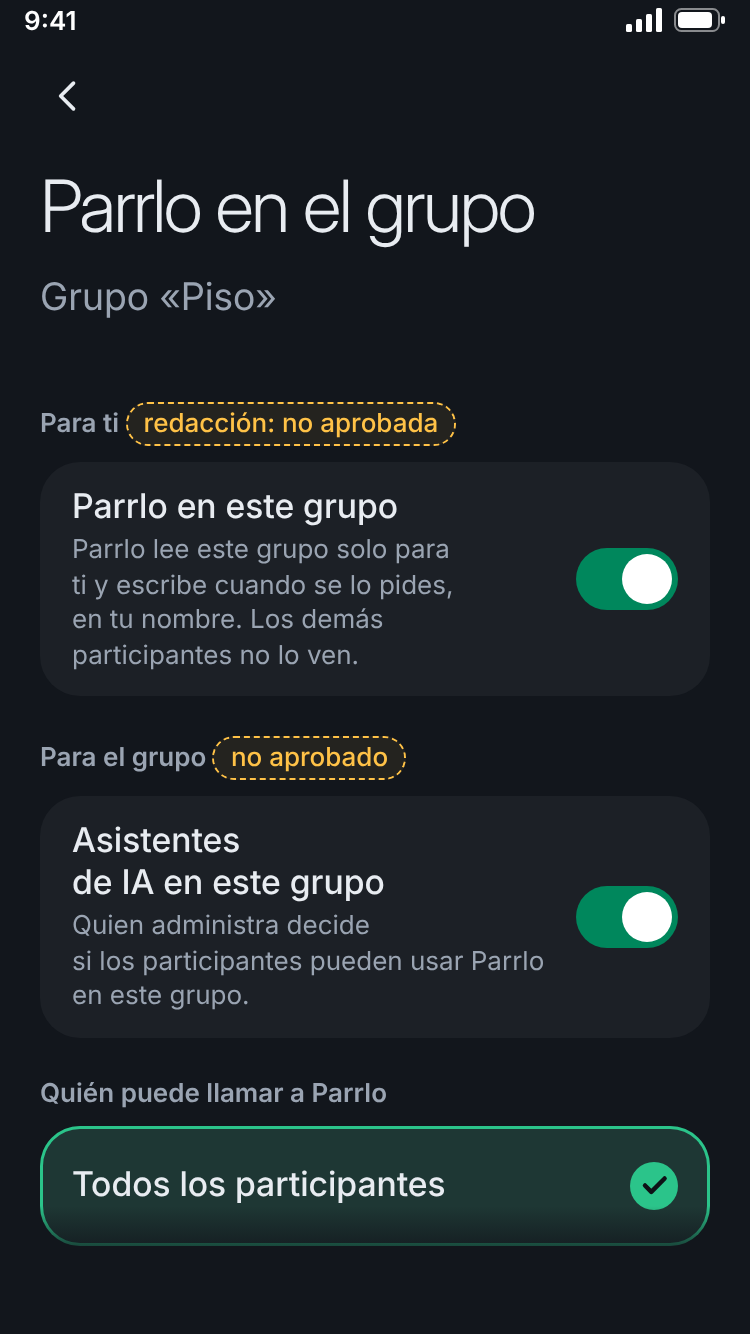 9:41
Parrlo en el grupo
Grupo «Piso»
Para ti redacción: no aprobada
Parrlo en este grupo
Parrlo lee este grupo solo para
ti y escribe cuando se lo pides,
en tu nombre. Los demás
participantes no lo ven.
Para el grupo no aprobado
Asistentes
de IA en este grupo
Quien administra decide
si los participantes pueden usar Parrlo
en este grupo.
Quién puede llamar a Parrlo
Todos los participantes